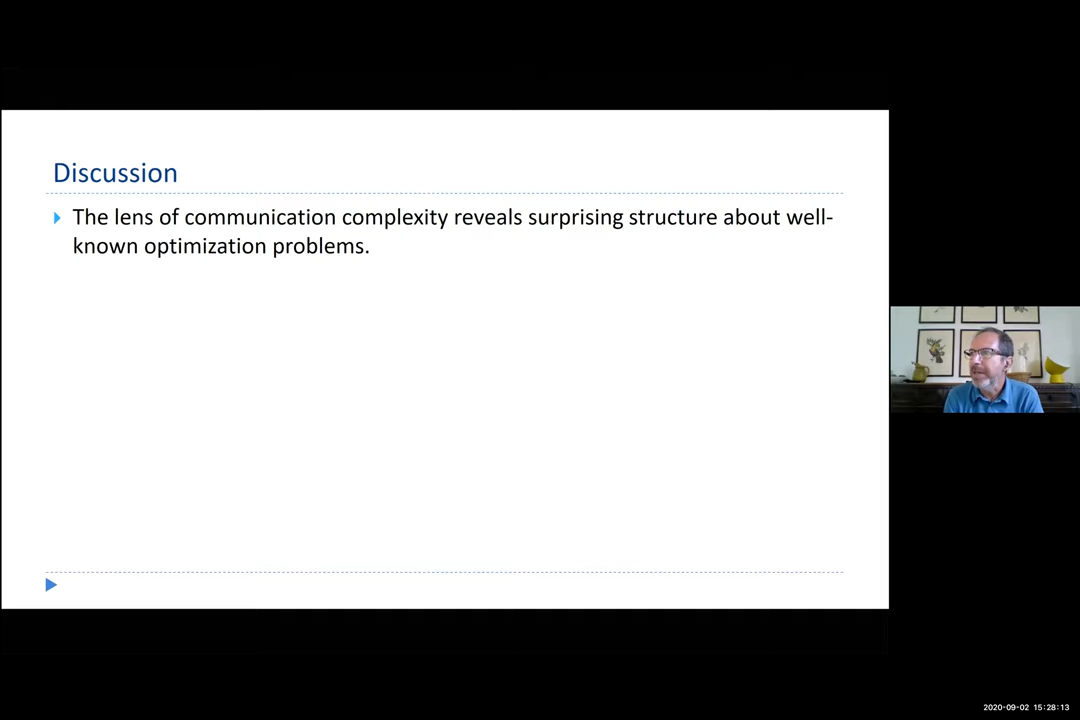 Discussion
The lens of communication complexity reveals surprising structure about well-
known optimization problems.
2020-09-02 15:28:13